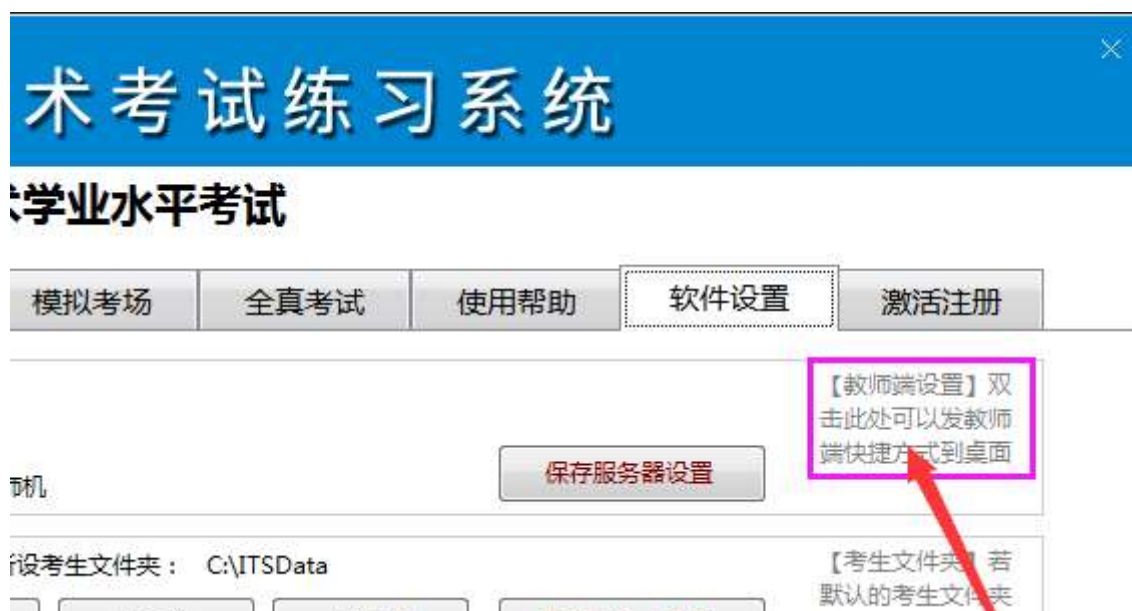 术考试练习系统
学业水平考试
模拟考场 全真考试 使用帮助 软件设置 激活注册
【教师端设置】双
击此处可以发教师
端快捷方式到桌面
保存服务器设置
师机
设考生文件夹： C:\ITSData
【考生文件夹】若
默认的考生文件夹